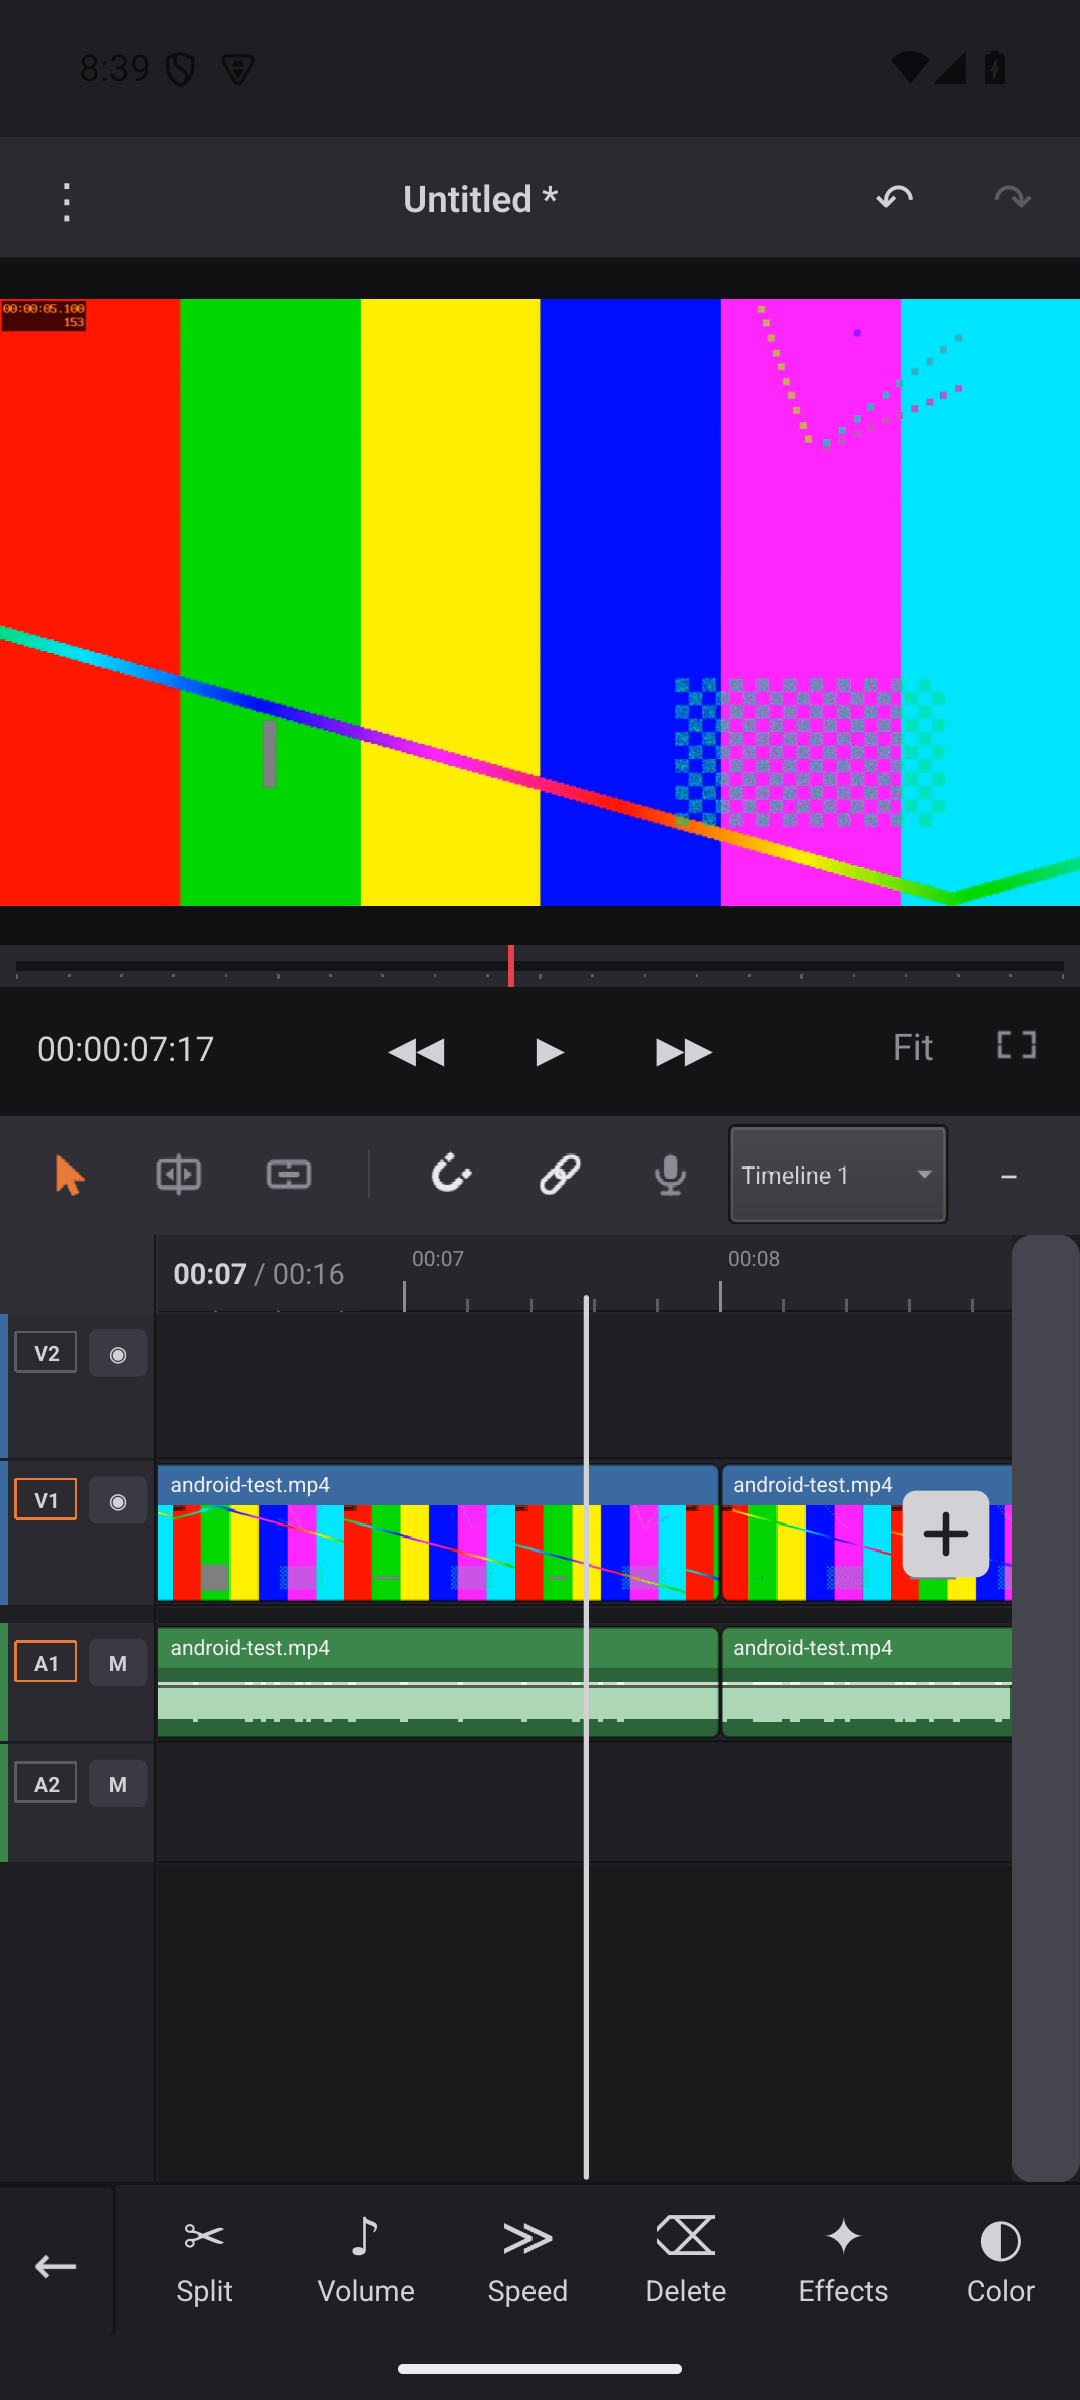 8:39
Untitled *
00:00:05.100
153
00:00:07:17
Fit
Timeline 1
00:07 / 00:16
00:07
00:08
V2
V1
android-test.mp4
android-test.mp4
A1
M
android-test.mp4
android-test.mp4
A2
M
Split
Volume
Speed
Delete
Effects
Color